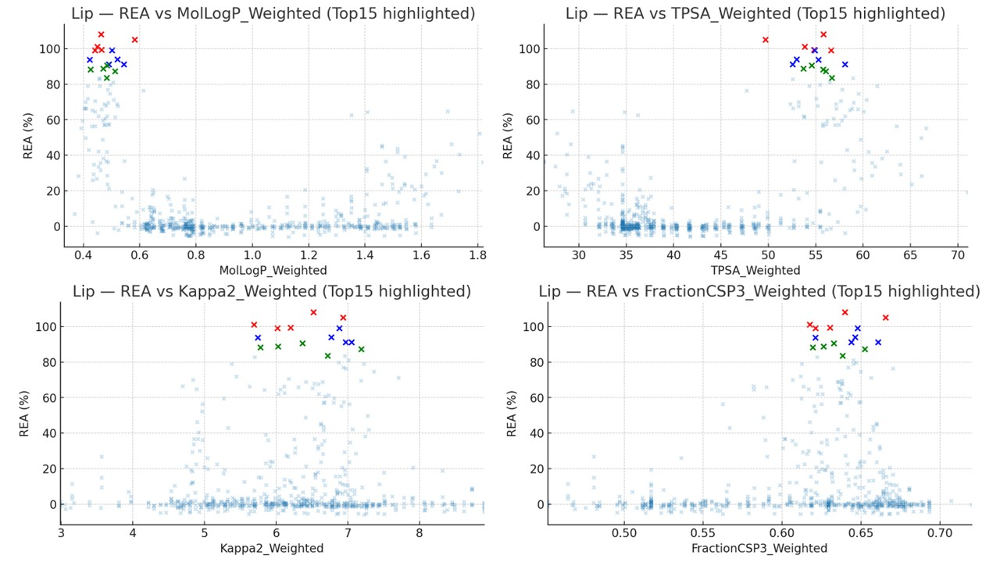 Lip — REA vs MolLogP_Weighted (Top15 highlighted)
REA (%)
100
80
60
40
20
0
0.4 0.6 0.8 1.0 1.2 1.4 1.6 1.8
MolLogP_Weighted
Lip — REA vs TPSA_Weighted (Top15 highlighted)
REA (%)
100
80
60
40
20
0
30 35 40 45 50 55 60 65 70
TPSA_Weighted
Lip — REA vs Kappa2_Weighted (Top15 highlighted)
REA (%)
100
80
60
40
20
0
3 4 5 6 7 8
Kappa2_Weighted
Lip — REA vs FractionCSP3_Weighted (Top15 highlighted)
REA (%)
100
80
60
40
20
0
0.50 0.55 0.60 0.65 0.70
FractionCSP3_Weighted